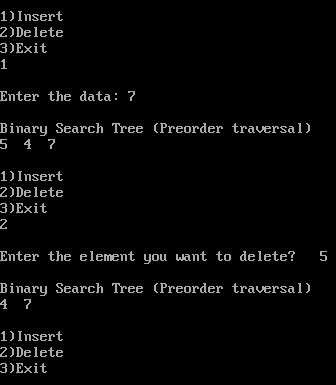 1)Insert
2)Delete
3)Exit
1
Enter the data: 7
Binary Search Tree (Preorder traversal)
5  4  7
1)Insert
2)Delete
3)Exit
2
Enter the element you want to delete?   5
Binary Search Tree (Preorder traversal)
4  7
1)Insert
2)Delete
3)Exit